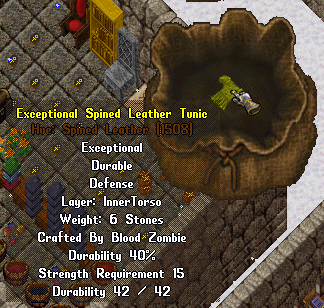 Exceptional Spined Leather Tunic
Hue: Spined Leather [1508]
Exceptional
Durable
Defense
Layer: InnerTorso
Weight: 6 Stones
Crafted By Blood Zombie
Durability 40%
Strength Requirement 15
Durability 42 / 42